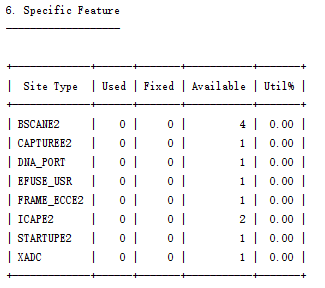 6. Specific Feature
-------------------
+-------------+------+-------+-----------+-------+
| Site Type | Used | Fixed | Available | Util% |
+-------------+------+-------+-----------+-------+
| BSCANE2 | 0 | 0 | 4 | 0.00 |
| CAPTUREE2 | 0 | 0 | 1 | 0.00 |
| DNA_PORT | 0 | 0 | 1 | 0.00 |
| EFUSE_USR | 0 | 0 | 1 | 0.00 |
| FRAME_ECCE2 | 0 | 0 | 1 | 0.00 |
| ICAPE2 | 0 | 0 | 2 | 0.00 |
| STARTUPE2 | 0 | 0 | 1 | 0.00 |
| XADC | 0 | 0 | 1 | 0.00 |
+-------------+------+-------+-----------+-------+